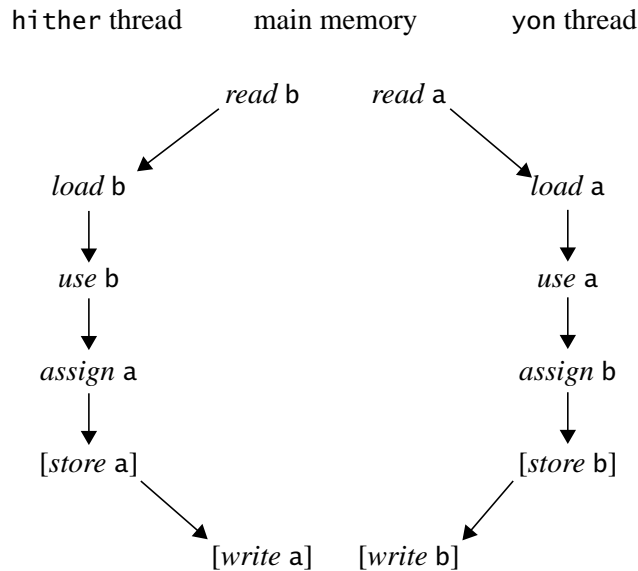 hither thread main memory yon thread
read b read a
load b load a
use b use a
assign a assign b
[store a] [store b]
[write a] [write b]